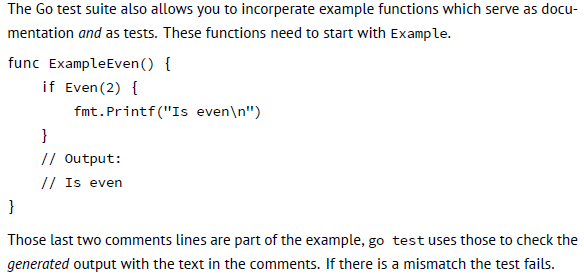 The Go test suite also allows you to incorperate example functions which serve as docu-
mentation and as tests. These functions need to start with Example.
func ExampleEven() {
    if Even(2) {
        fmt.Printf("Is even\n")
    }
    // Output:
    // Is even
}
Those last two comments lines are part of the example, go test uses those to check the
generated output with the text in the comments. If there is a mismatch the test fails.